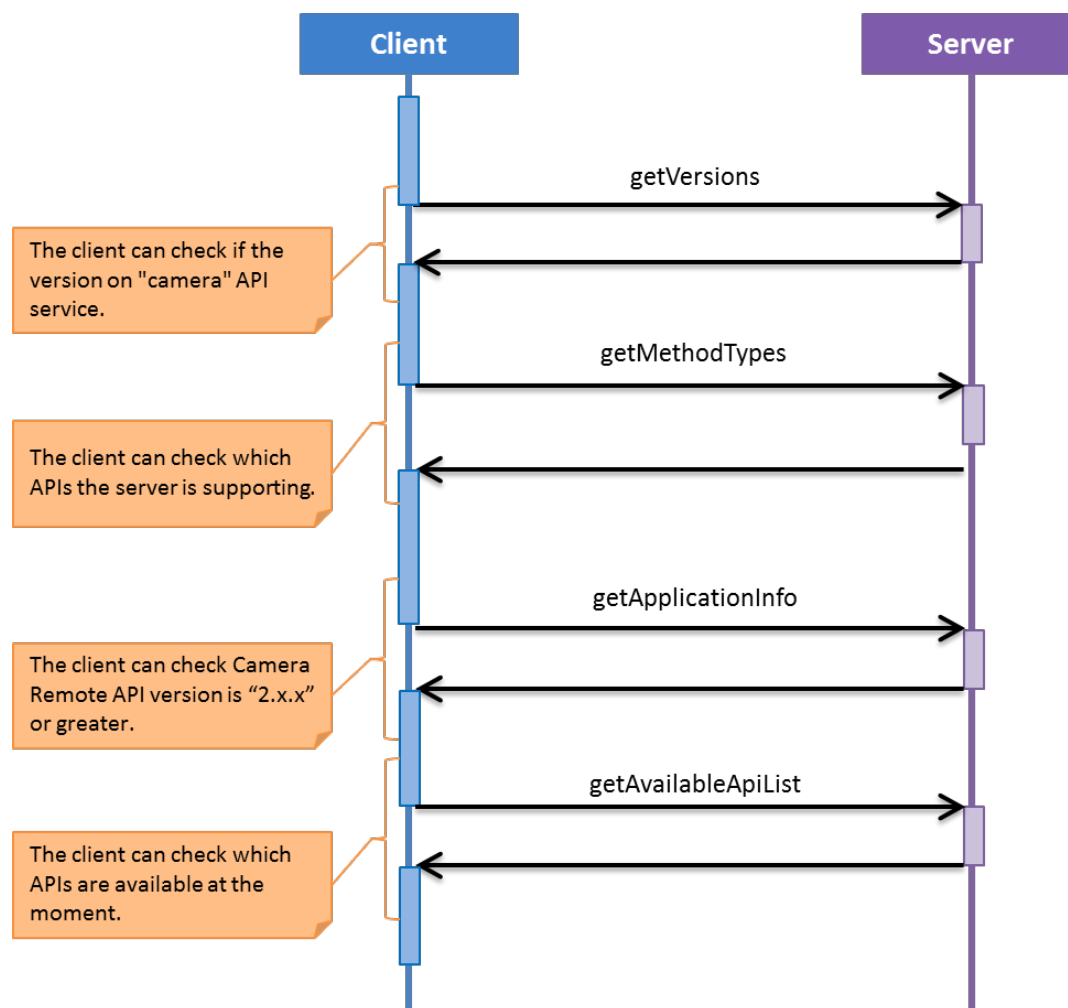 Client
Server
getVersions
The client can check if the
version on "camera" API
service.
getMethodTypes
The client can check which
APIs the server is supporting.
getApplicationInfo
The client can check Camera
Remote API version is “2.x.x”
or greater.
getAvailableApiList
The client can check which
APIs are available at the
moment.